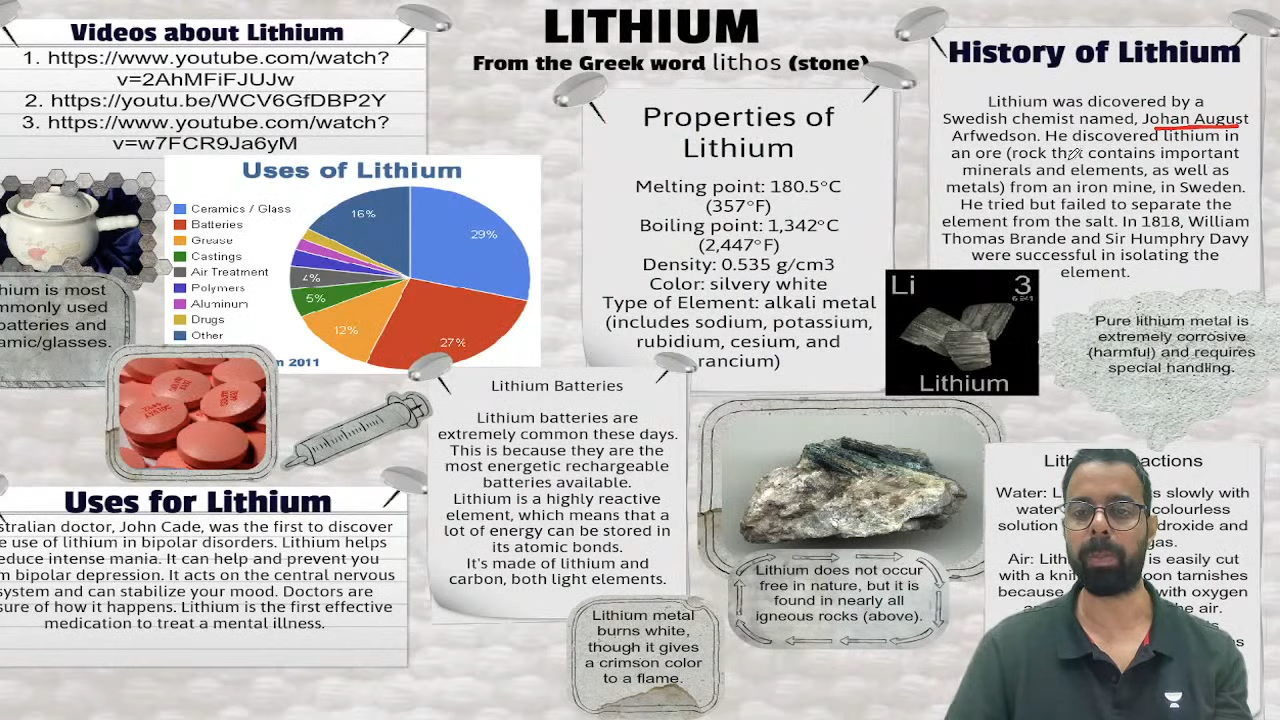 LITHIUM
From the Greek word lithos (stone)
Videos about Lithium
1. https://www.youtube.com/watch?
v=2AhMFiFJUJw
2. https://youtu.be/WCV6GfDBP2Y
3. https://www.youtube.com/watch?
v=w7FCR9Ja6yM
Uses of Lithium
Ceramics / Glass
Batteries
Grease
Castings
Air Treatment
Polymers
Aluminum
Drugs
Other
16%
29%
4%
5%
12%
27%
2011
hium is most
mmonly used
batteries and
amic/glasses.
Uses for Lithium
stralian doctor, John Cade, was the first to discover
e use of lithium in bipolar disorders. Lithium helps
educe intense mania. It can help and prevent you
m bipolar depression. It acts on the central nervous
system and can stabilize your mood. Doctors are
sure of how it happens. Lithium is the first effective
medication to treat a mental illness.
Properties of
Lithium
Melting point: 180.5°C
(357°F)
Boiling point: 1,342°C
(2,447°F)
Density: 0.535 g/cm3
Color: silvery white
Type of Element: alkali metal
(includes sodium, potassium,
rubidium, cesium, and
rancium)
Lithium Batteries
Lithium batteries are
extremely common these days.
This is because they are the
most energetic rechargeable
batteries available.
Lithium is a highly reactive
element, which means that a
lot of energy can be stored in
its atomic bonds.
It's made of lithium and
carbon, both light elements.
Lithium metal
burns white,
though it gives
a crimson color
to a flame.
Lithium does not occur
free in nature, but it is
found in nearly all
igneous rocks (above).
History of Lithium
Lithium was dicovered by a
Swedish chemist named, Johan August
Arfwedson. He discovered lithium in
an ore (rock that contains important
minerals and elements, as well as
metals) from an iron mine, in Sweden.
He tried but failed to separate the
element from the salt. In 1818, William
Thomas Brande and Sir Humphry Davy
were successful in isolating the
element.
Li 3
6.941
Lithium
Pure lithium metal is
extremely corrosive
(harmful) and requires
special handling.
Water: s slowly with
water colourless
solution droxide and
gas.
Air: Lith is easily cut
with a kni oon tarnishes
because with oxygen
he air.